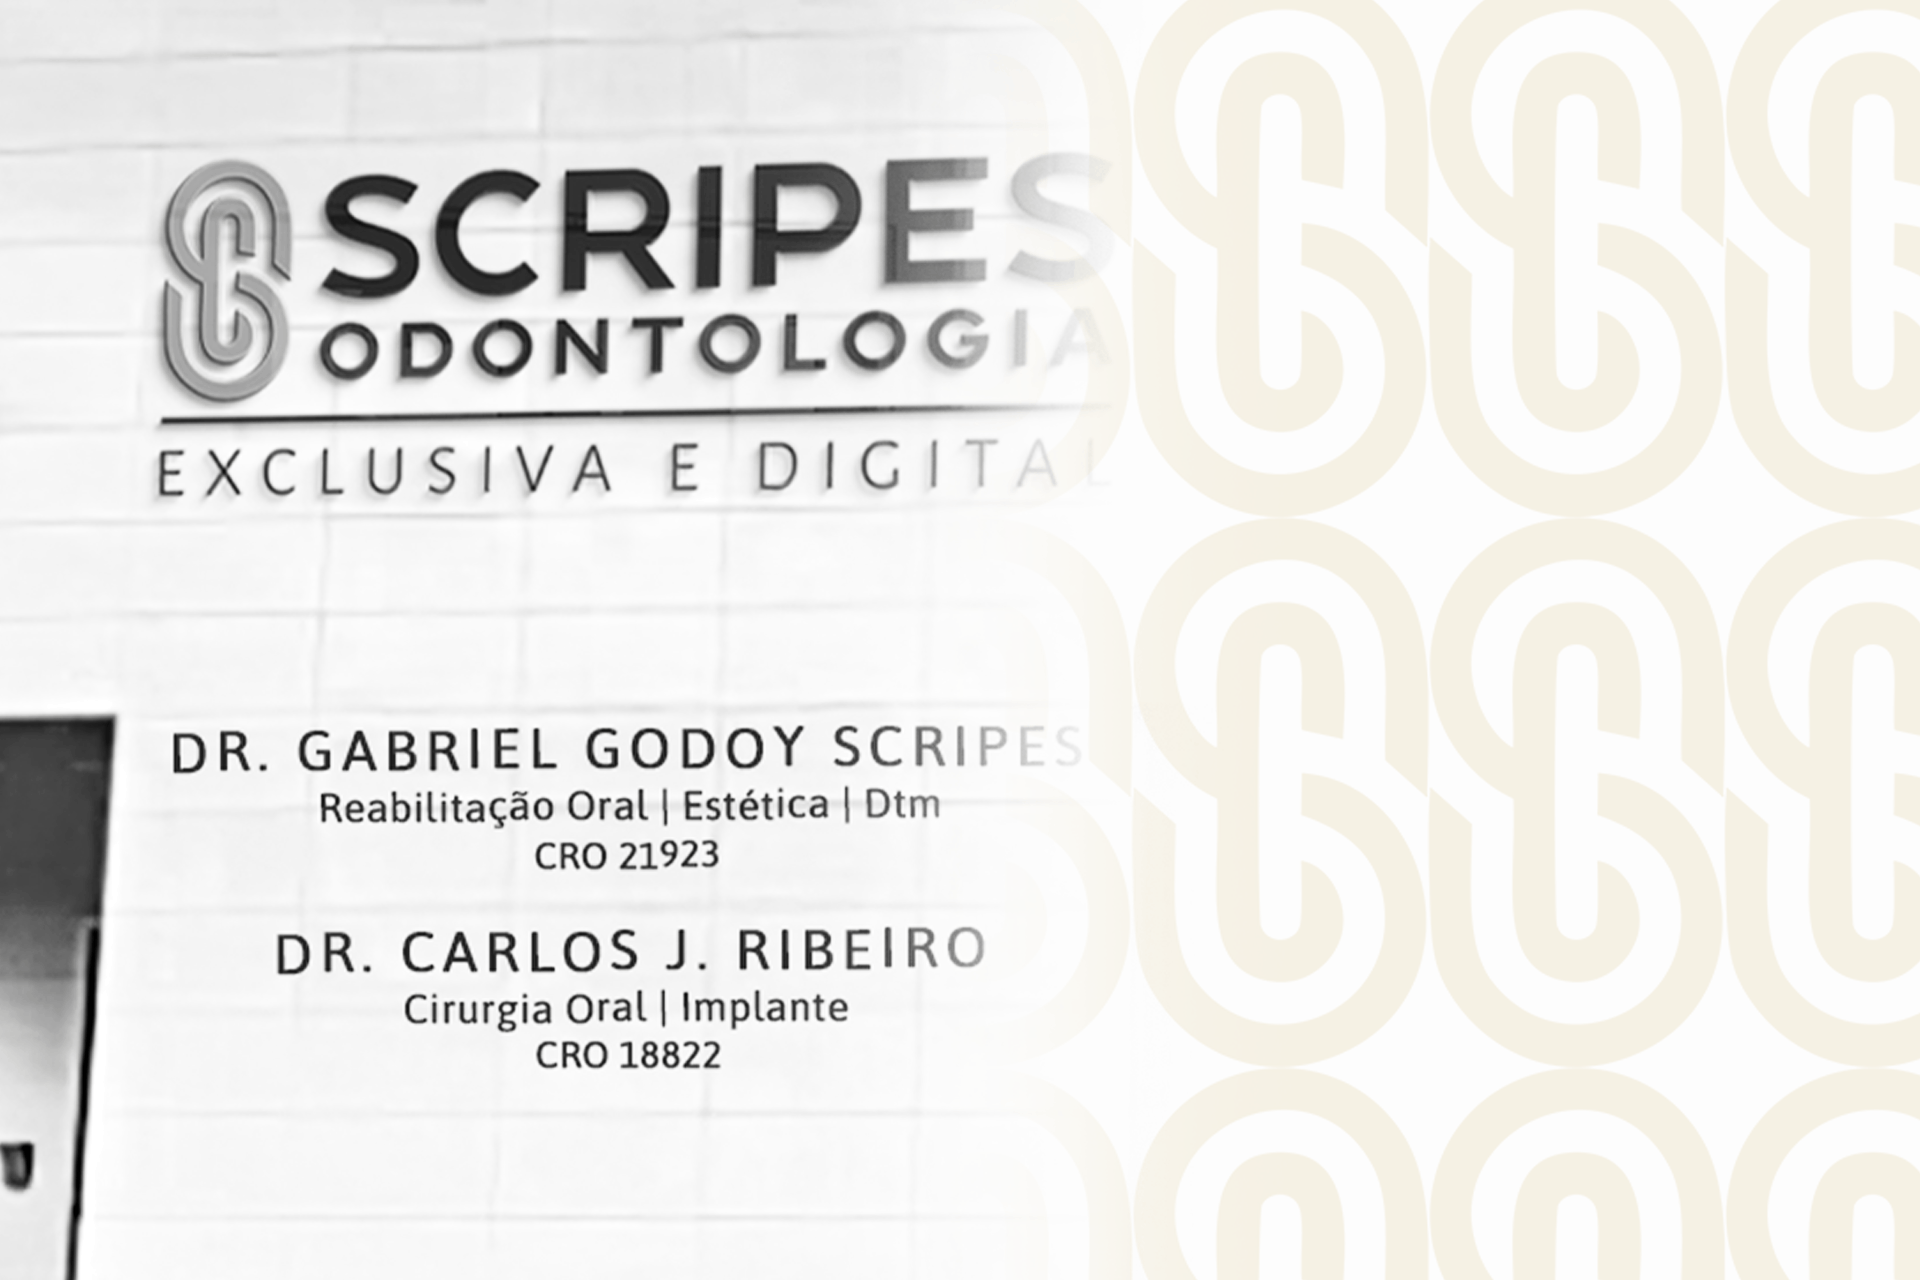 SCRIPES
ODONTOLOGIA
EXCLUSIVA E DIGITAL
DR. GABRIEL GODOY SCRIPES
Reabilitação Oral | Estética | Dtm
CRO 21923
DR. CARLOS J. RIBEIRO
Cirurgia Oral | Implante
CRO 18822